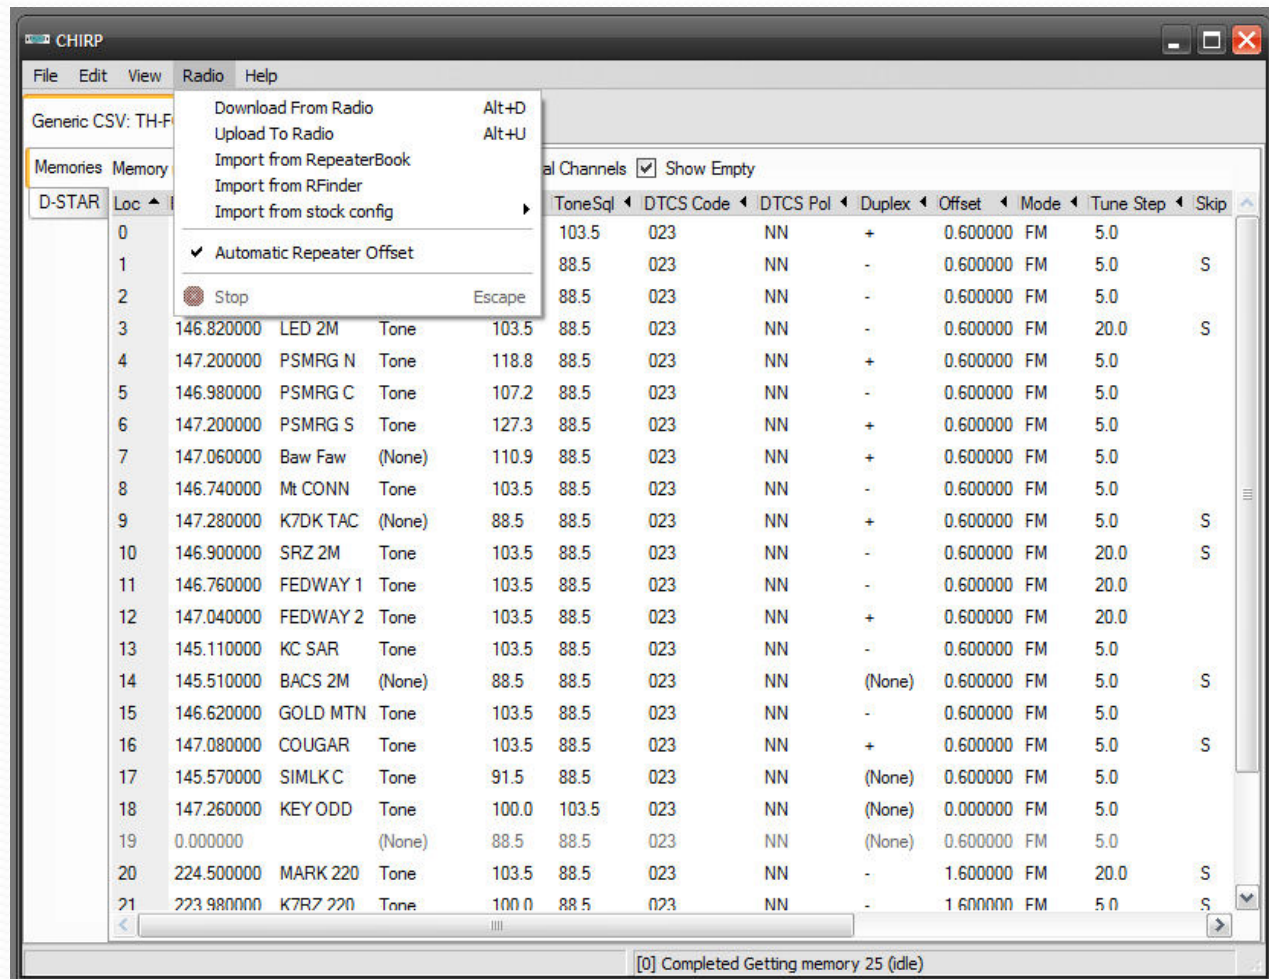 CHIRP
File Edit View Radio Help
Generic CSV: TH-F
Download From Radio Alt+D
Upload To Radio Alt+U
Import from RepeaterBook
Import from RFinder
Import from stock config
Automatic Repeater Offset
Stop Escape
Memories Memory al Channels Show Empty
D-STAR Loc ToneSql DTCS Code DTCS Pol Duplex Offset Mode Tune Step Skip
0 103.5 023 NN + 0.600000 FM 5.0
1 88.5 023 NN - 0.600000 FM 5.0 S
2 88.5 023 NN - 0.600000 FM 5.0
3 146.820000 LED 2M Tone 103.5 88.5 023 NN - 0.600000 FM 20.0 S
4 147.200000 PSMRG N Tone 118.8 88.5 023 NN + 0.600000 FM 5.0
5 146.980000 PSMRG C Tone 107.2 88.5 023 NN - 0.600000 FM 5.0
6 147.200000 PSMRG S Tone 127.3 88.5 023 NN + 0.600000 FM 5.0
7 147.060000 Baw Faw (None) 110.9 88.5 023 NN + 0.600000 FM 5.0
8 146.740000 Mt CONN Tone 103.5 88.5 023 NN - 0.600000 FM 5.0
9 147.280000 K7DK TAC (None) 88.5 88.5 023 NN + 0.600000 FM 5.0 S
10 146.900000 SRZ 2M Tone 103.5 88.5 023 NN - 0.600000 FM 20.0 S
11 146.760000 FEDWAY 1 Tone 103.5 88.5 023 NN - 0.600000 FM 20.0
12 147.040000 FEDWAY 2 Tone 103.5 88.5 023 NN + 0.600000 FM 20.0
13 145.110000 KC SAR Tone 103.5 88.5 023 NN - 0.600000 FM 5.0
14 145.510000 BACS 2M (None) 88.5 88.5 023 NN (None) 0.600000 FM 5.0 S
15 146.620000 GOLD MTN Tone 103.5 88.5 023 NN - 0.600000 FM 5.0
16 147.080000 COUGAR Tone 103.5 88.5 023 NN + 0.600000 FM 5.0 S
17 145.570000 SIMLK C Tone 91.5 88.5 023 NN (None) 0.600000 FM 5.0
18 147.260000 KEY ODD Tone 100.0 103.5 023 NN (None) 0.000000 FM 5.0
19 0.000000 (None) 88.5 88.5 023 NN (None) 0.600000 FM 5.0
20 224.500000 MARK 220 Tone 103.5 88.5 023 NN - 1.600000 FM 20.0 S
21 223.980000 K7RZ 220 Tone 100.0 88.5 023 NN - 1.600000 FM 5.0 S
[0] Completed Getting memory 25 (idle)